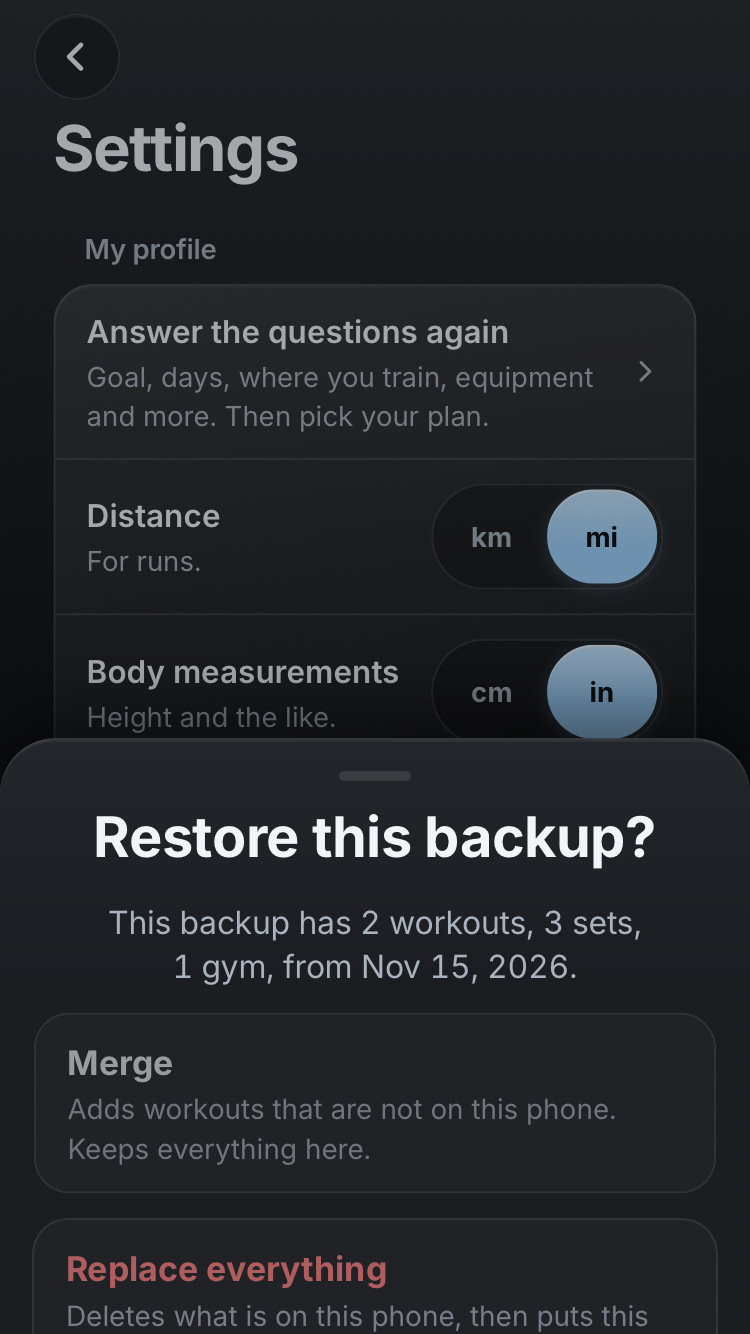 Settings
My profile
Answer the questions again
Goal, days, where you train, equipment
and more. Then pick your plan.
Distance
For runs.
km
mi
Body measurements
Height and the like.
cm
in
Restore this backup?
This backup has 2 workouts, 3 sets,
1 gym, from Nov 15, 2026.
Merge
Adds workouts that are not on this phone.
Keeps everything here.
Replace everything
Deletes what is on this phone, then puts this